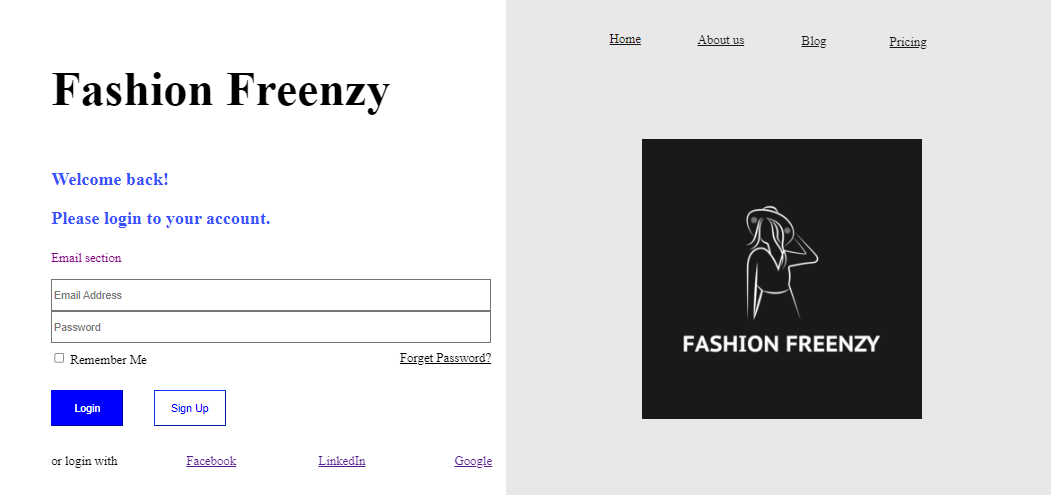 Fashion Freenzy
Welcome back!
Please login to your account.
Email section
Email Address
Password
Remember Me Forget Password?
Login Sign Up
or login with Facebook LinkedIn Google
Home About us Blog Pricing
FASHION FREENZY